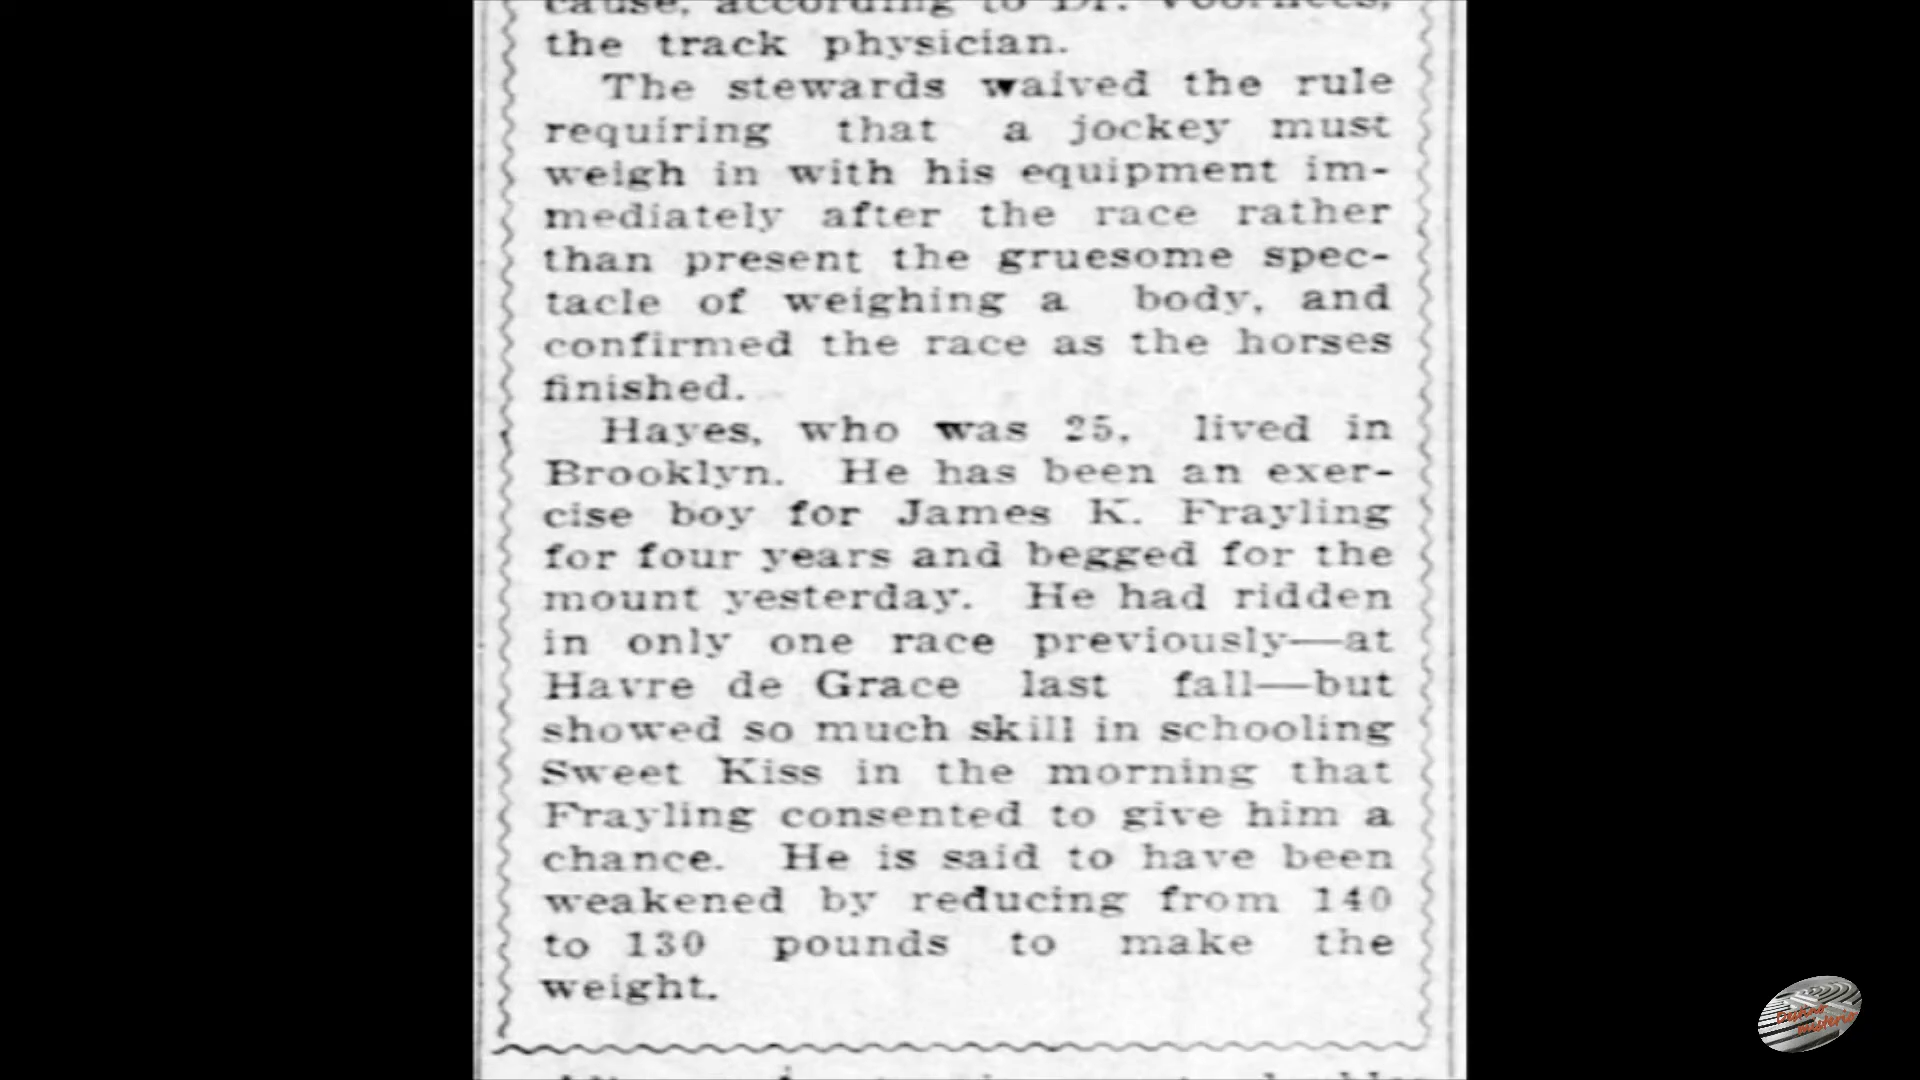 cause, according to Dr. Voorhees,
the track physician.
The stewards waived the rule
requiring that a jockey must
weigh in with his equipment im-
mediately after the race rather
than present the gruesome spec-
tacle of weighing a body, and
confirmed the race as the horses
finished.
Hayes, who was 25, lived in
Brooklyn. He has been an exer-
cise boy for James K. Frayling
for four years and begged for the
mount yesterday. He had ridden
in only one race previously—at
Havre de Grace last fall—but
showed so much skill in schooling
Sweet Kiss in the morning that
Frayling consented to give him a
chance. He is said to have been
weakened by reducing from 140
to 130 pounds to make the
weight.